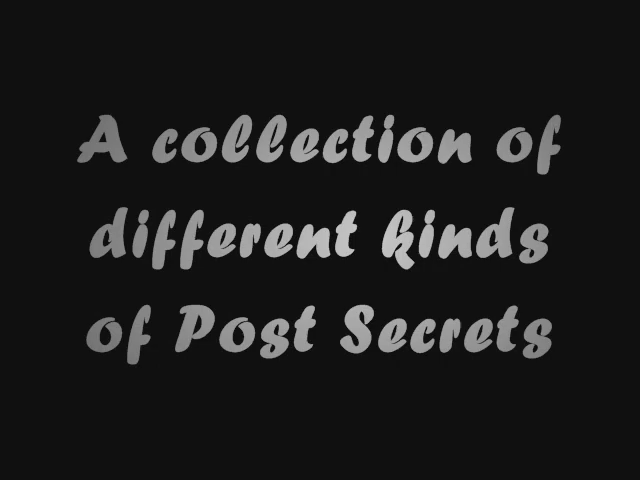 A collection of
different kinds
of Post Secrets